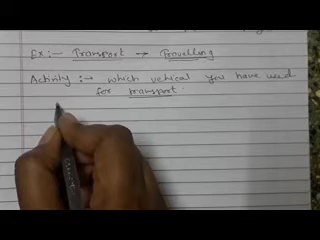 Ex:- Transport → Travelling
Activity :→ which vehical you have used
for transport.